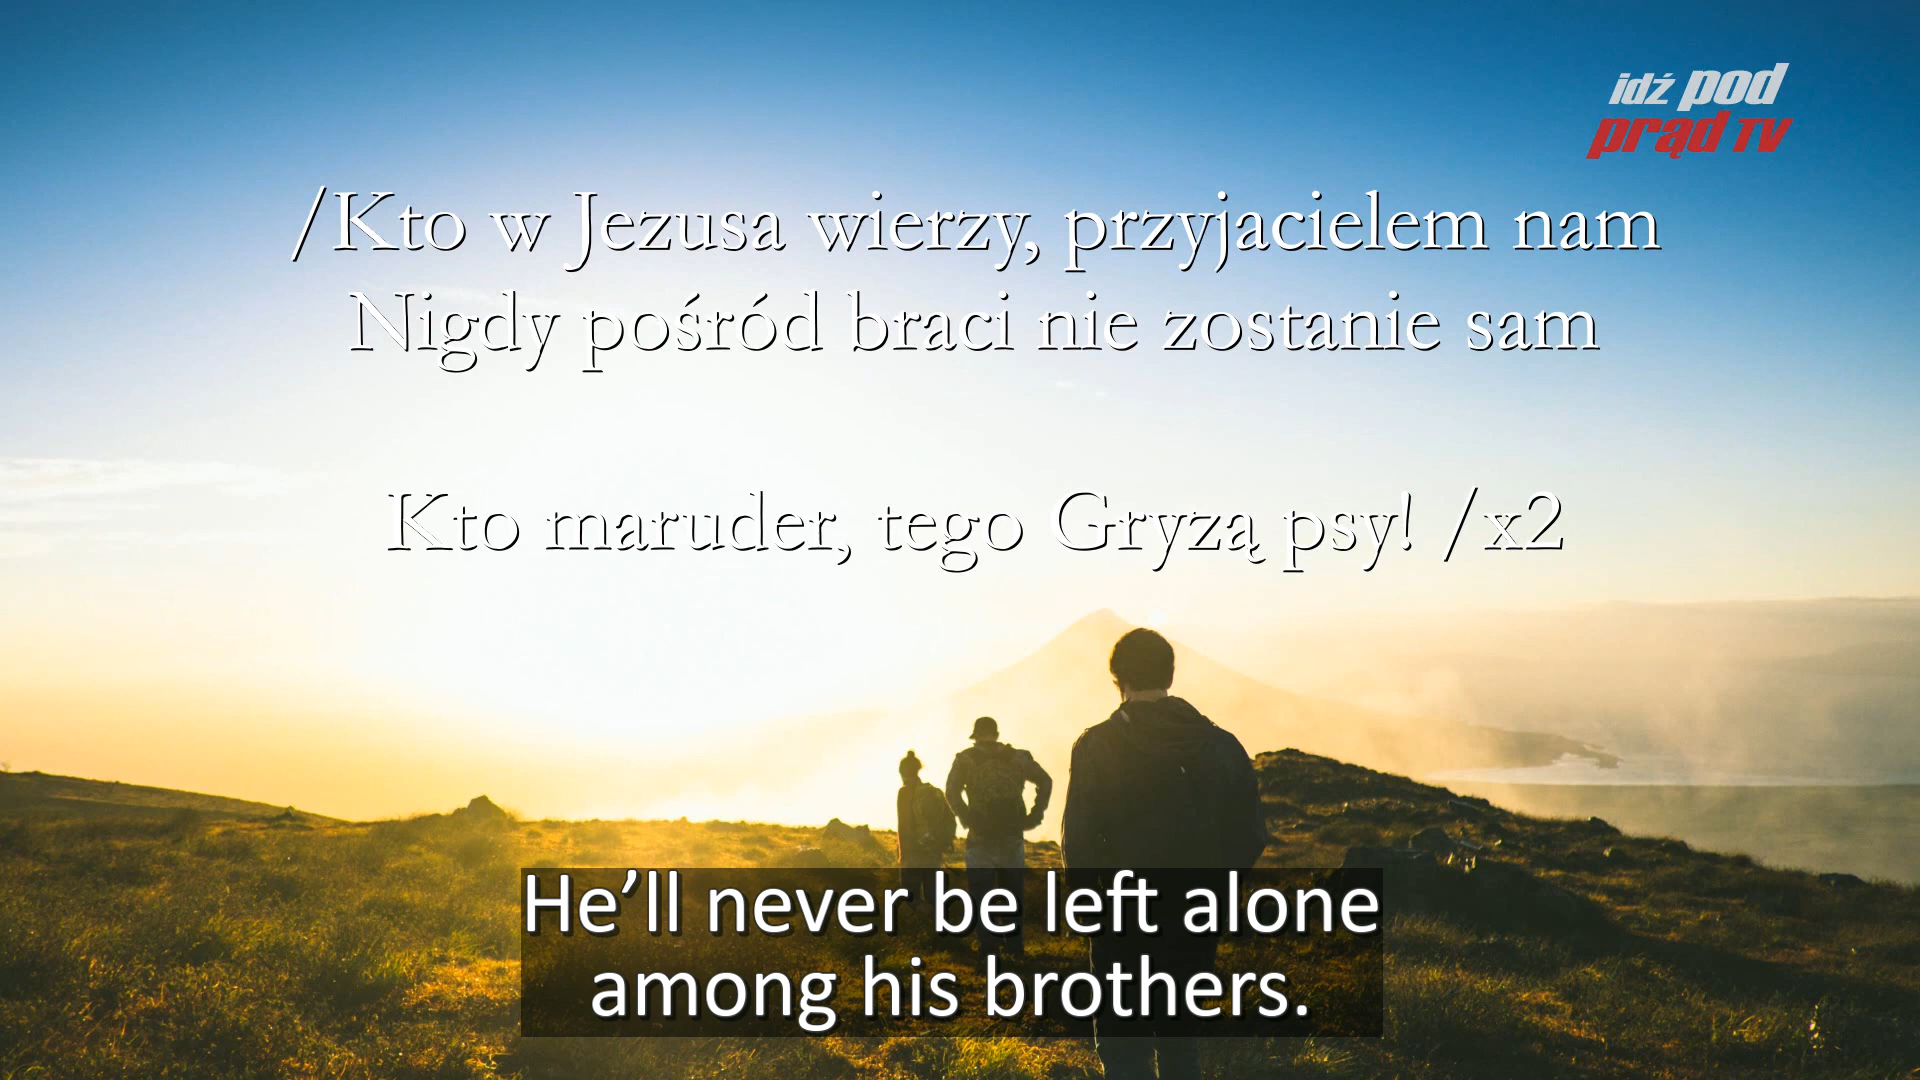 idź pod
prąd TV
/Kto w Jezusa wierzy, przyjacielem nam
Nigdy pośród braci nie zostanie sam
Kto maruder, tego Gryzą psy! /x2
He’ll never be left alone
among his brothers.